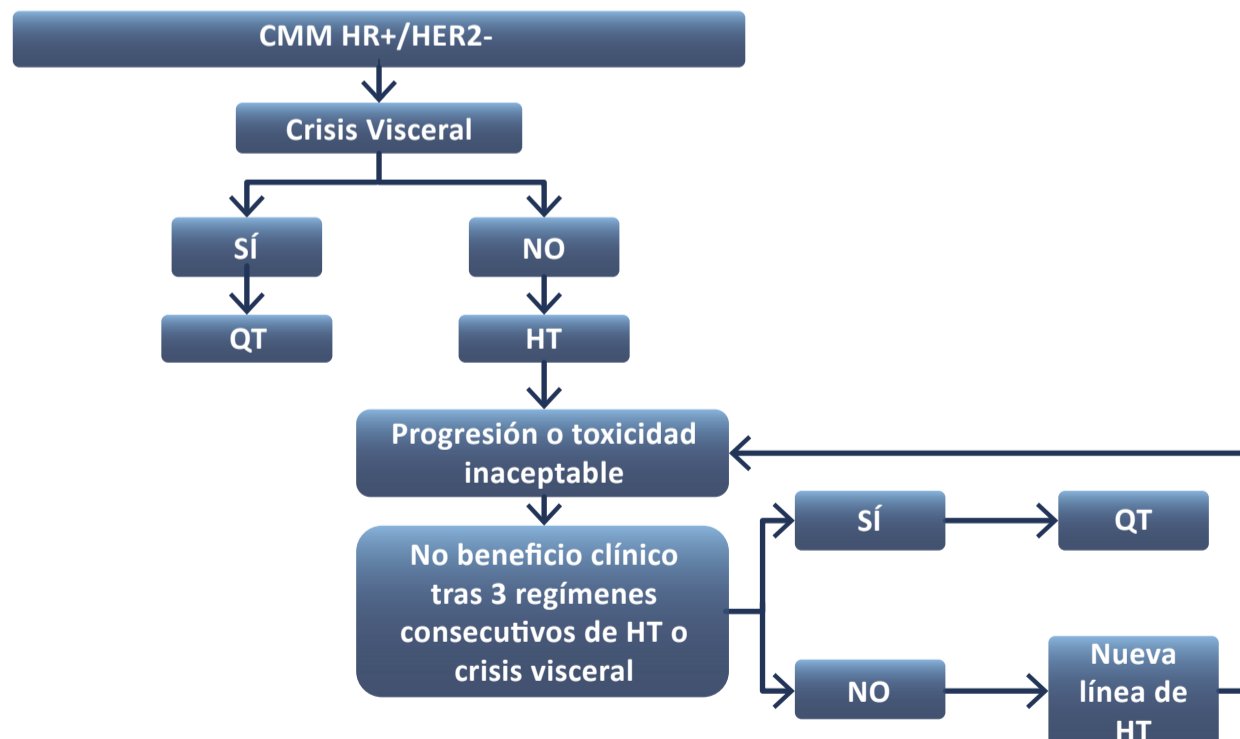 CMM HR+/HER2-
Crisis Visceral
SÍ
NO
QT
HT
Progresión o toxicidad
inaceptable
No beneficio clínico
tras 3 regímenes
consecutivos de HT o
crisis visceral
SÍ
QT
NO
Nueva
línea de
HT